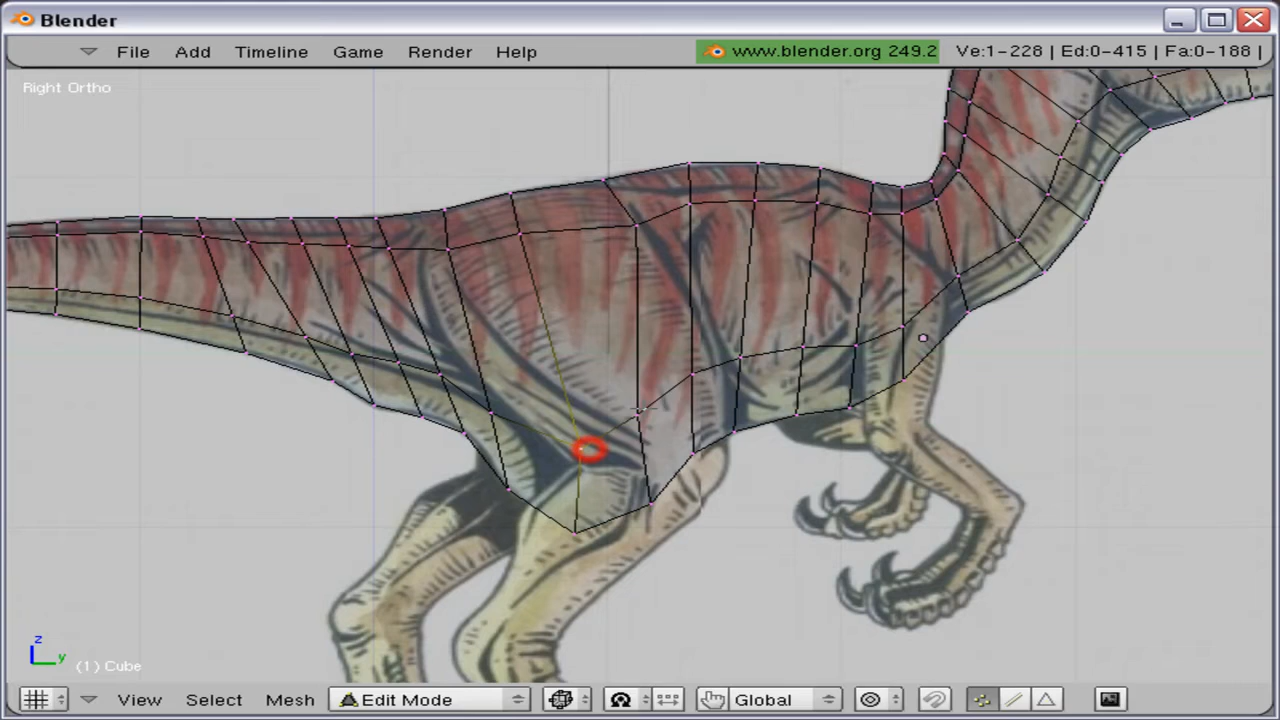 Blender
File Add Timeline Game Render Help www.blender.org 249.2 Ve:1-228 | Ed:0-415 | Fa:0-188 |
Right Ortho
z
y
(1) Cube
View Select Mesh Edit Mode Global